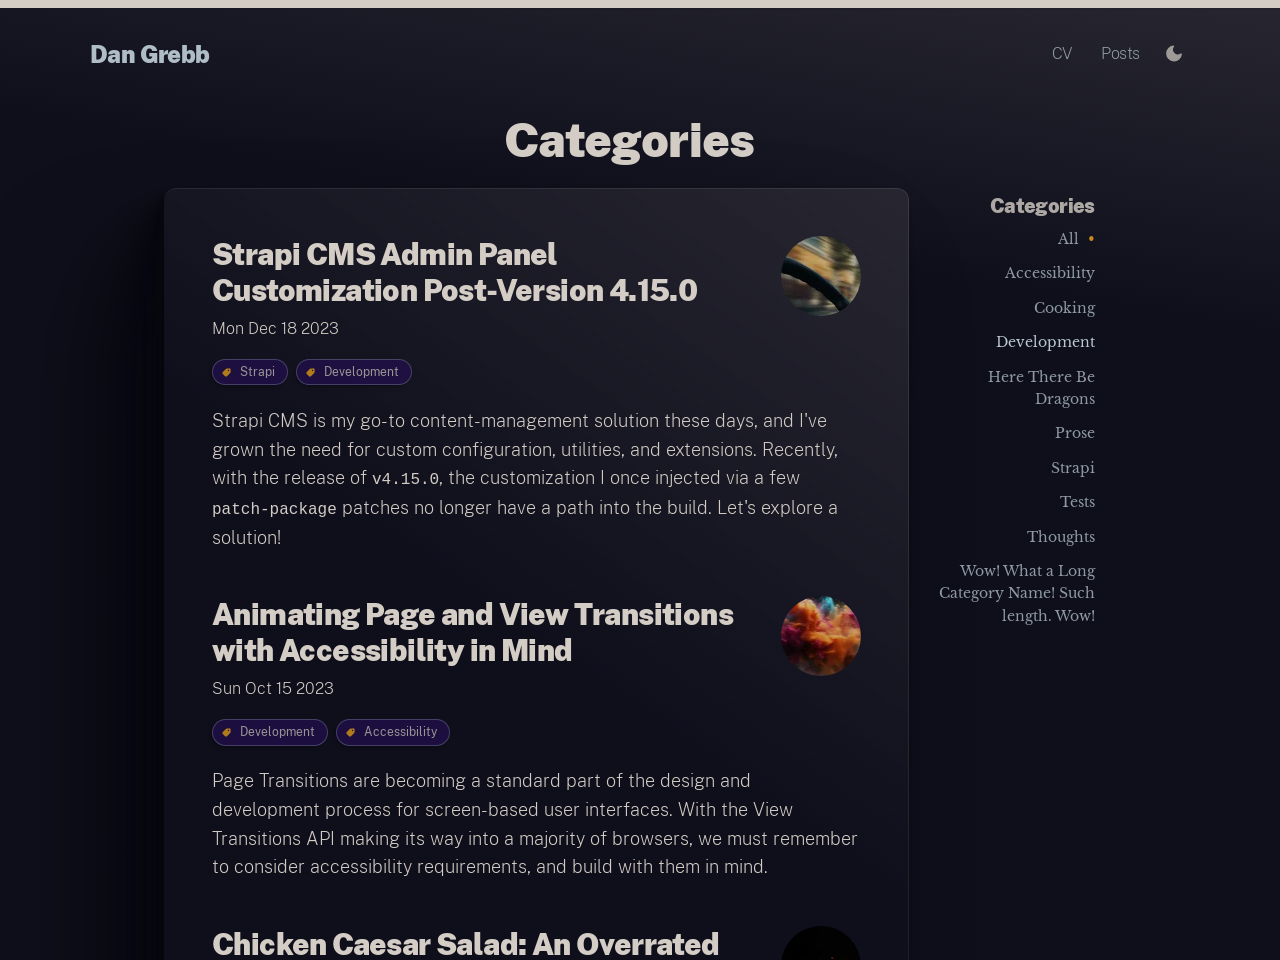 Dan Grebb
CV
Posts
Categories
Strapi CMS Admin Panel
Customization Post-Version 4.15.0
Mon Dec 18 2023
Strapi
Development
Strapi CMS is my go-to content-management solution these days, and I've
grown the need for custom configuration, utilities, and extensions. Recently,
with the release of v4.15.0, the customization I once injected via a few
patch-package patches no longer have a path into the build. Let's explore a
solution!
Animating Page and View Transitions
with Accessibility in Mind
Sun Oct 15 2023
Development
Accessibility
Page Transitions are becoming a standard part of the design and
development process for screen-based user interfaces. With the View
Transitions API making its way into a majority of browsers, we must remember
to consider accessibility requirements, and build with them in mind.
Chicken Caesar Salad: An Overrated
Categories
All
Accessibility
Cooking
Development
Here There Be
Dragons
Prose
Strapi
Tests
Thoughts
Wow! What a Long
Category Name! Such
length. Wow!